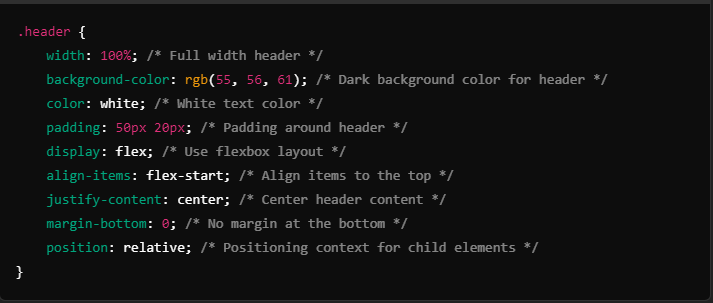 .header {
    width: 100%; /* Full width header */
    background-color: rgb(55, 56, 61); /* Dark background color for header */
    color: white; /* White text color */
    padding: 50px 20px; /* Padding around header */
    display: flex; /* Use flexbox layout */
    align-items: flex-start; /* Align items to the top */
    justify-content: center; /* Center header content */
    margin-bottom: 0; /* No margin at the bottom */
    position: relative; /* Positioning context for child elements */
}